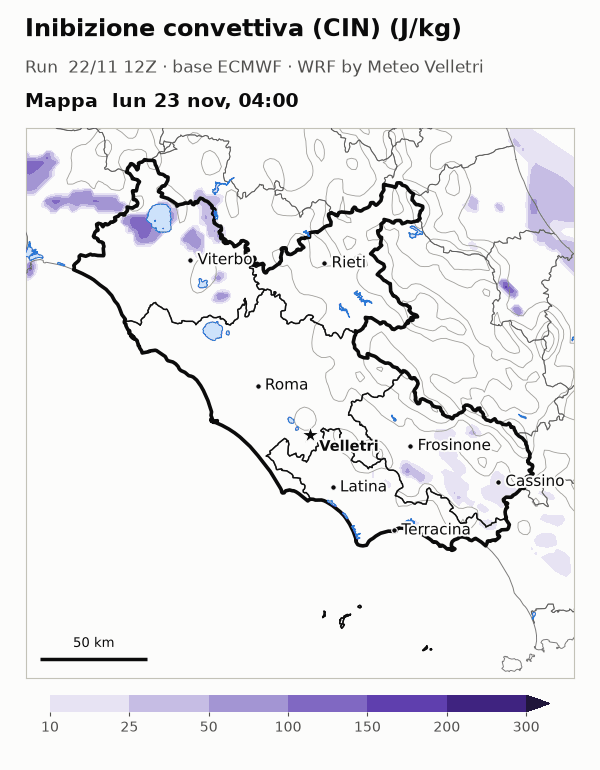 Inibizione convettiva (CIN) (J/kg)
Run  22/11 12Z · base ECMWF · WRF by Meteo Velletri
Mappa  lun 23 nov, 04:00
Viterbo
Rieti
Roma
Velletri
Frosinone
Latina
Cassino
Terracina
50 km
10 25 50 100 150 200 300